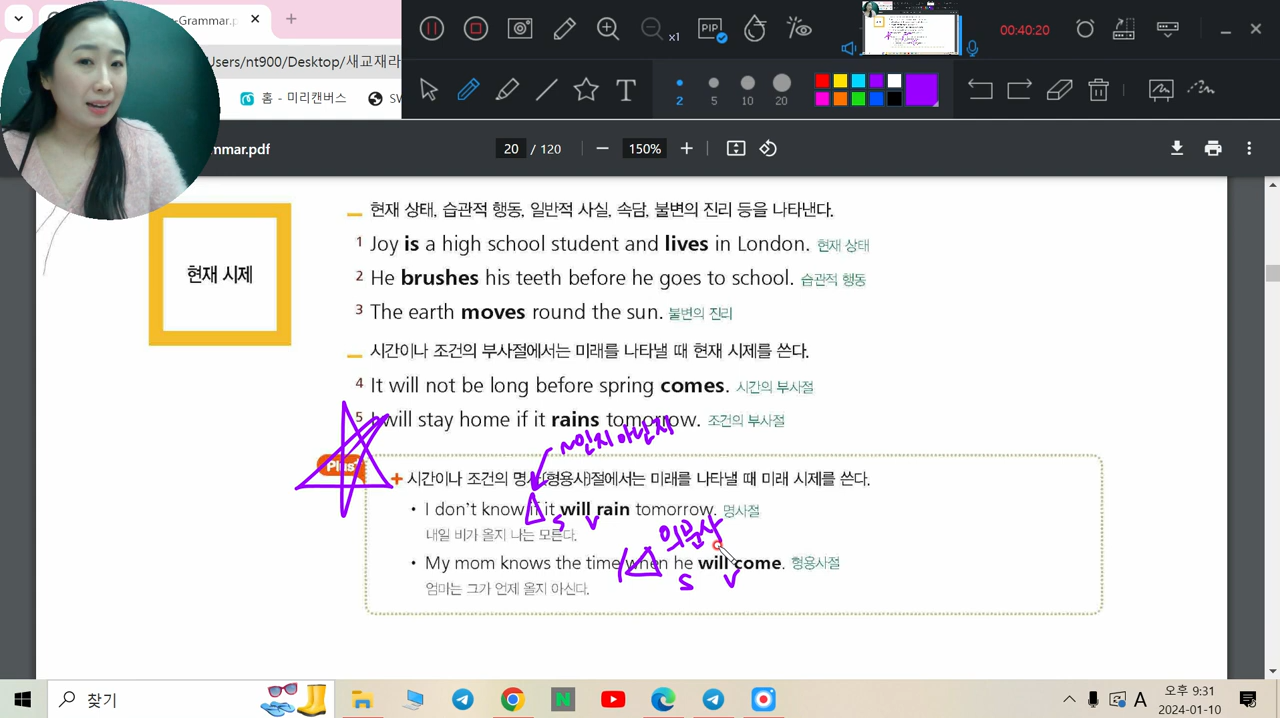 Grammar.p
00:40:20
PIP
x1
T
sers/nt900/Desktop/새교재라
2 5 10 20
홈 - 미리캔버스
mmar.pdf
20 / 120
150%
현재 시제
현재 상태, 습관적 행동, 일반적 사실, 속담, 불변의 진리 등을 나타낸다.
1 Joy is a high school student and lives in London. 현재 상태
2 He brushes his teeth before he goes to school. 습관적 행동
3 The earth moves round the sun. 불변의 진리
시간이나 조건의 부사절에서는 미래를 나타낼 때 현재 시제를 쓴다.
4 It will not be long before spring comes. 시간의 부사절
5 I will stay home if it rains tomorrow. 조건의 부사절
~인지 아닌지
Plus
+ 시간이나 조건의 명사(형용사)절에서는 미래를 나타낼 때 미래 시제를 쓴다.
• I don't know if it will rain tomorrow. 명사절
S V
내일 비가 올지 나는 모른다.
의문사
• My mom knows the time when he will come. 형용사절
S V
엄마는 그가 언제 올지 아신다.
찾기
N
A
오후 9:31
2024-01-10